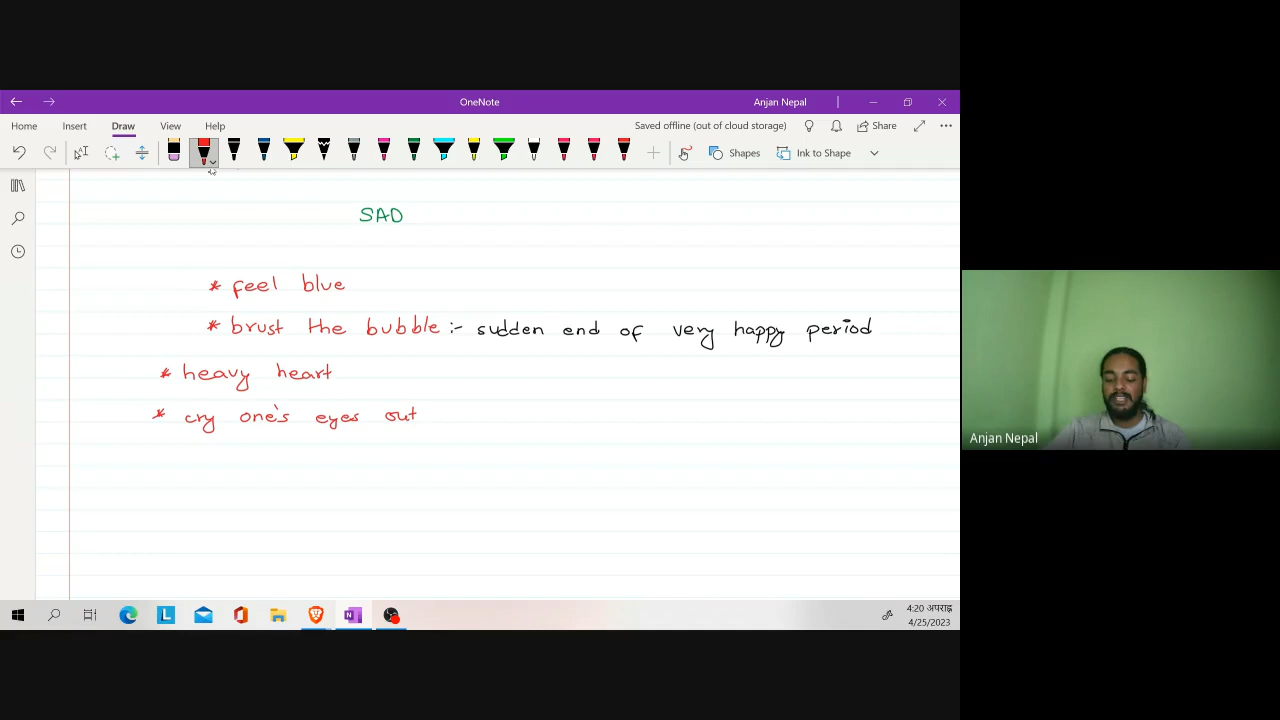 OneNote
Anjan Nepal
Home Insert Draw View Help
Saved offline (out of cloud storage)
Share
Shapes
Ink to Shape
SAD
* feel blue
* brust the bubble :- sudden end of very happy period
* heavy heart
* cry one's eyes out
Anjan Nepal
4:20 अपराह्न
4/25/2023